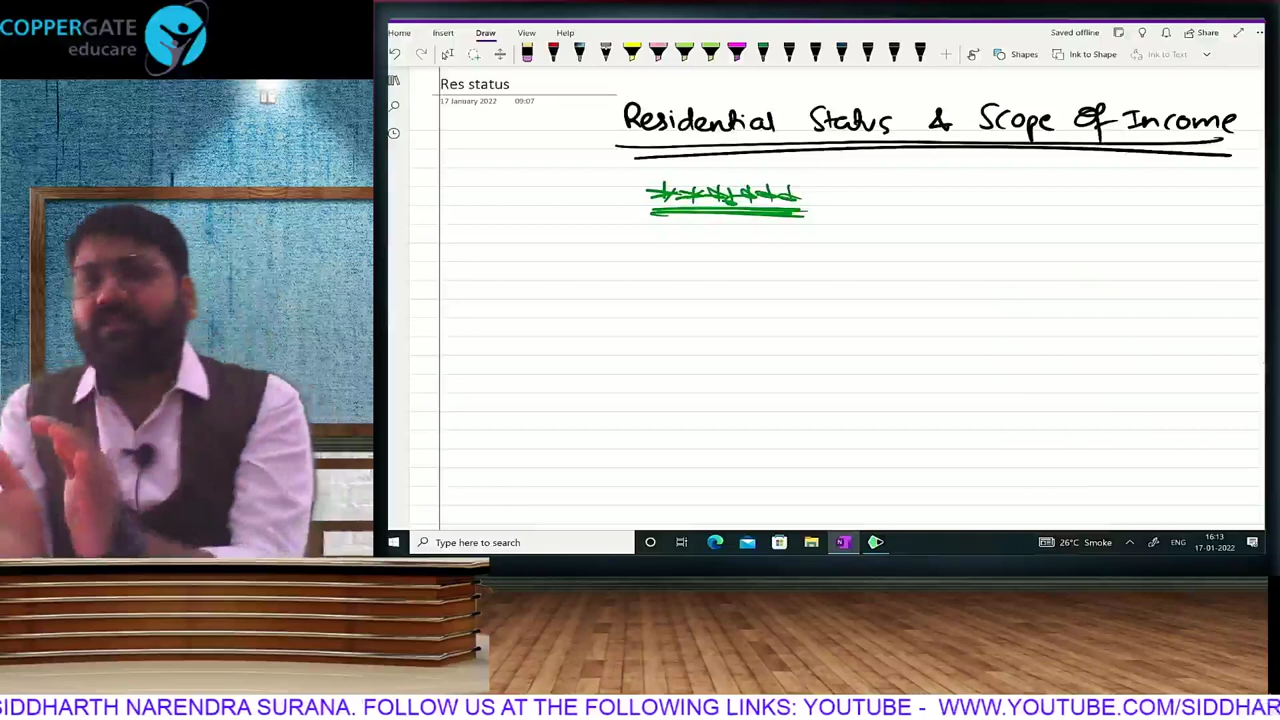 COPPERGATE
educare
Home Insert Draw View Help
Saved offline
Share
Shapes
Ink to Shape
Ink to Text
Res status
17 January 2022 09:07
Residential Status & Scope Of Income
Type here to search
26°C Smoke
ENG
16:13
17-01-2022
SIDDHARTH NARENDRA SURANA. FOLLOW US AT THE FOLLOWING LINKS: YOUTUBE - WWW.YOUTUBE.COM/SIDDHAR